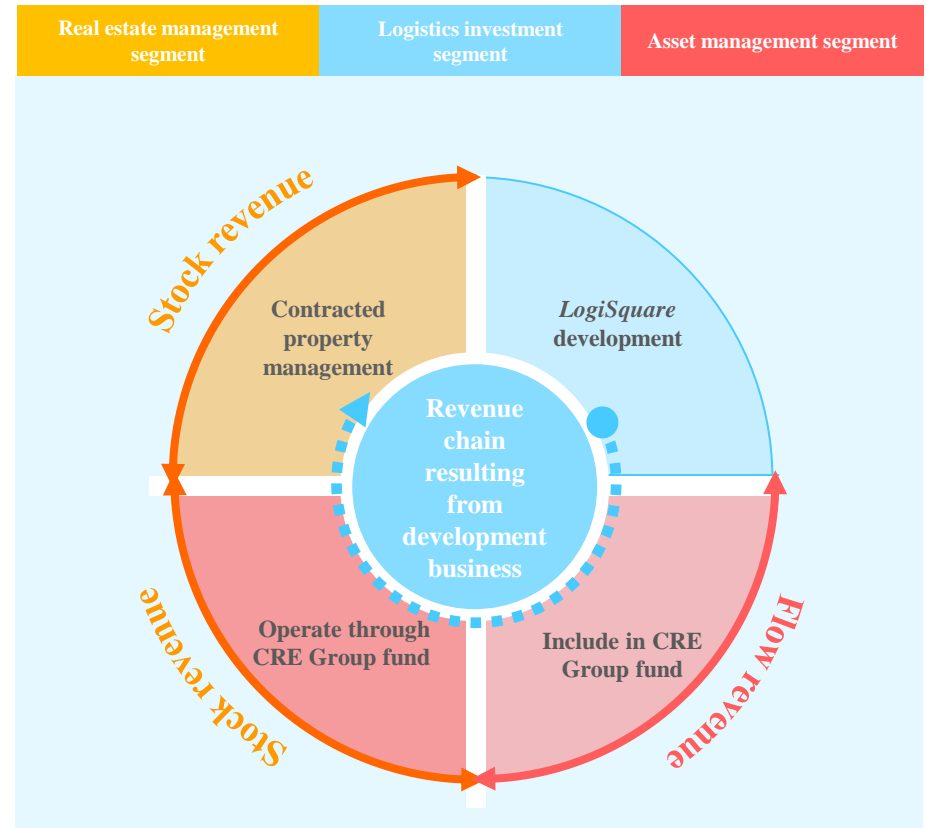 Real estate management
segment
Logistics investment
segment
Asset management segment
Stock revenue
Contracted
property
management
LogiSquare
development
Revenue
chain
resulting
from
development
business
Stock revenue
Operate through
CRE Group fund
Include in CRE
Group fund
Flow revenue